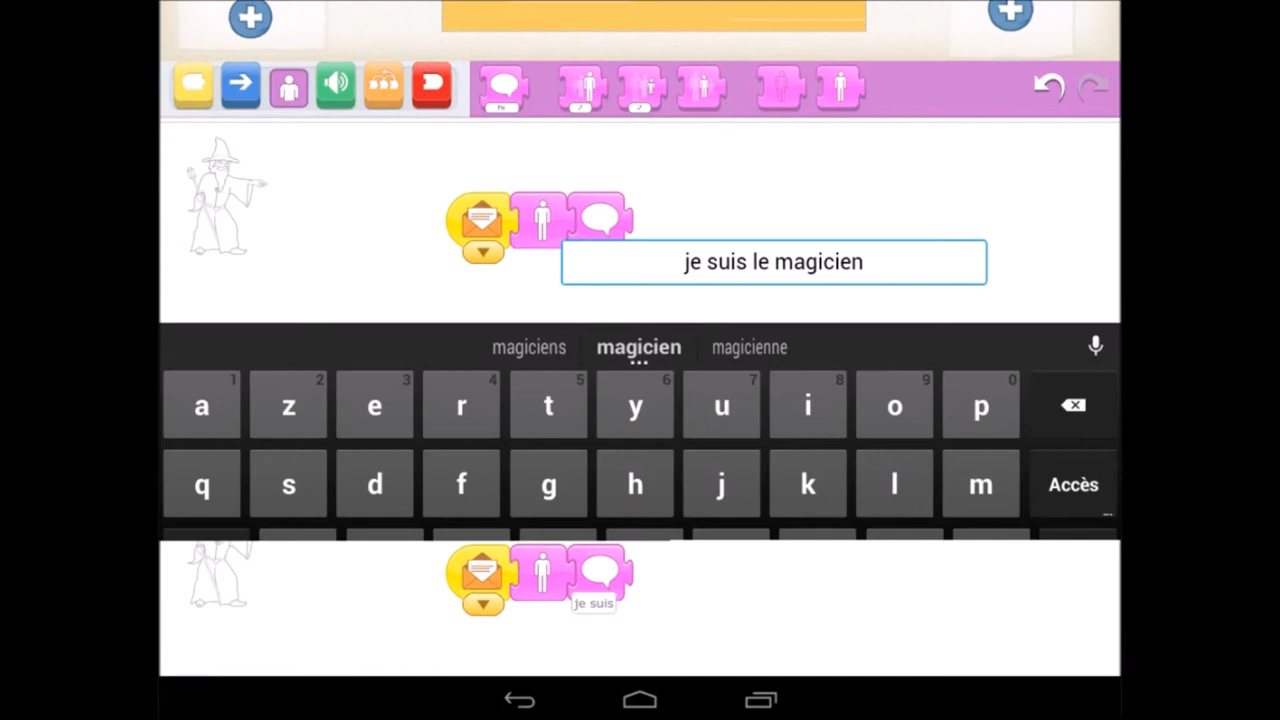 je suis le magicien
magiciens magicien magicienne
1 2 3 4 5 6 7 8 9 0
a z e r t y u i o p
q s d f g h j k l m Accès
je suis